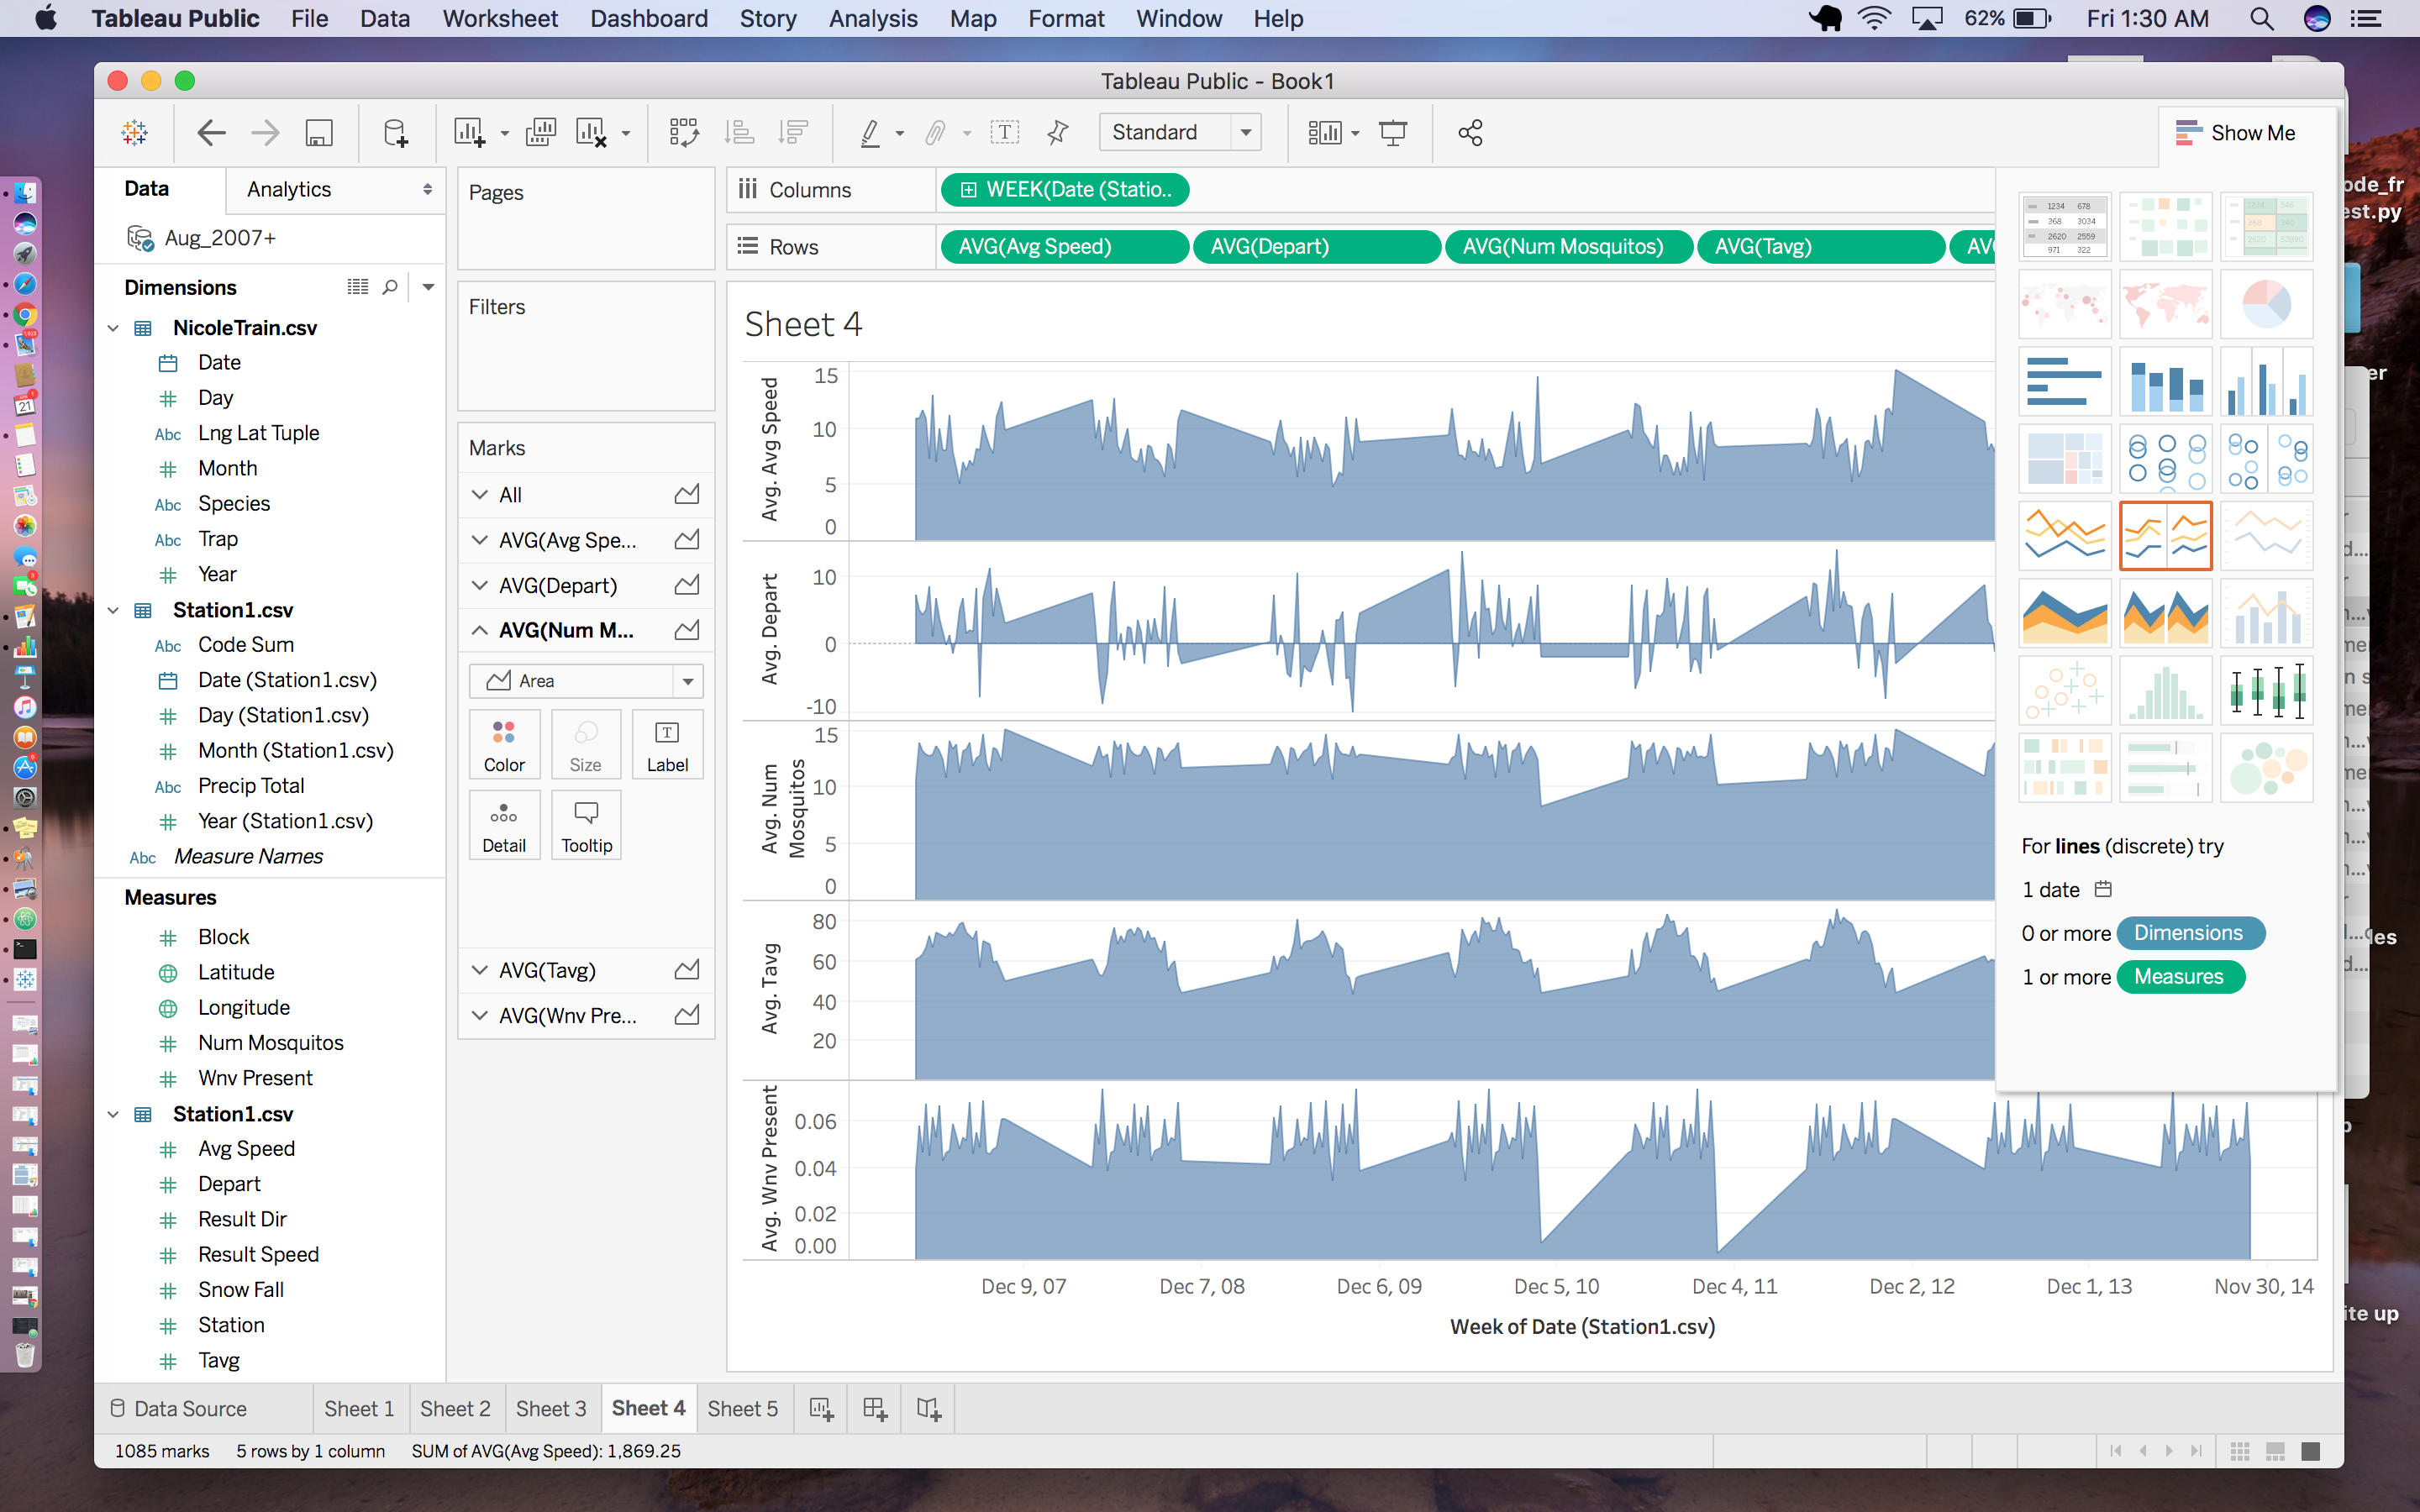 Tableau Public File Data Worksheet Dashboard Story Analysis Map Format Window Help 62% Fri 1:30 AM
Tableau Public - Book1
Standard
Show Me
Data Analytics
Aug_2007+
Dimensions
NicoleTrain.csv
Date
Day
Abc Lng Lat Tuple
Month
Abc Species
Abc Trap
Year
Station1.csv
Abc Code Sum
Date (Station1.csv)
Day (Station1.csv)
Month (Station1.csv)
Abc Precip Total
Year (Station1.csv)
Abc Measure Names
Measures
Block
Latitude
Longitude
Num Mosquitos
Wnv Present
Station1.csv
Avg Speed
Depart
Result Dir
Result Speed
Snow Fall
Station
Tavg
Pages
Filters
Marks
All
AVG(Avg Spe...
AVG(Depart)
AVG(Num M...
Area
Color Size Label
Detail Tooltip
AVG(Tavg)
AVG(Wnv Pre...
Columns WEEK(Date (Statio..
Rows AVG(Avg Speed) AVG(Depart) AVG(Num Mosquitos) AVG(Tavg) AV
Sheet 4
Avg. Avg Speed
15
10
5
0
Avg. Depart
10
0
-10
Avg. Num
Mosquitos
15
10
5
0
Avg. Tavg
80
60
40
20
Avg. Wnv Present
0.06
0.04
0.02
0.00
Dec 9, 07 Dec 7, 08 Dec 6, 09 Dec 5, 10 Dec 4, 11 Dec 2, 12 Dec 1, 13 Nov 30, 14
Week of Date (Station1.csv)
1234 678
368 3034
2620 2559
971 322
For lines (discrete) try
1 date
0 or more Dimensions
1 or more Measures
ode_fr
est.py
er
les
ite up
Data Source Sheet 1 Sheet 2 Sheet 3 Sheet 4 Sheet 5
1085 marks 5 rows by 1 column SUM of AVG(Avg Speed): 1,869.25